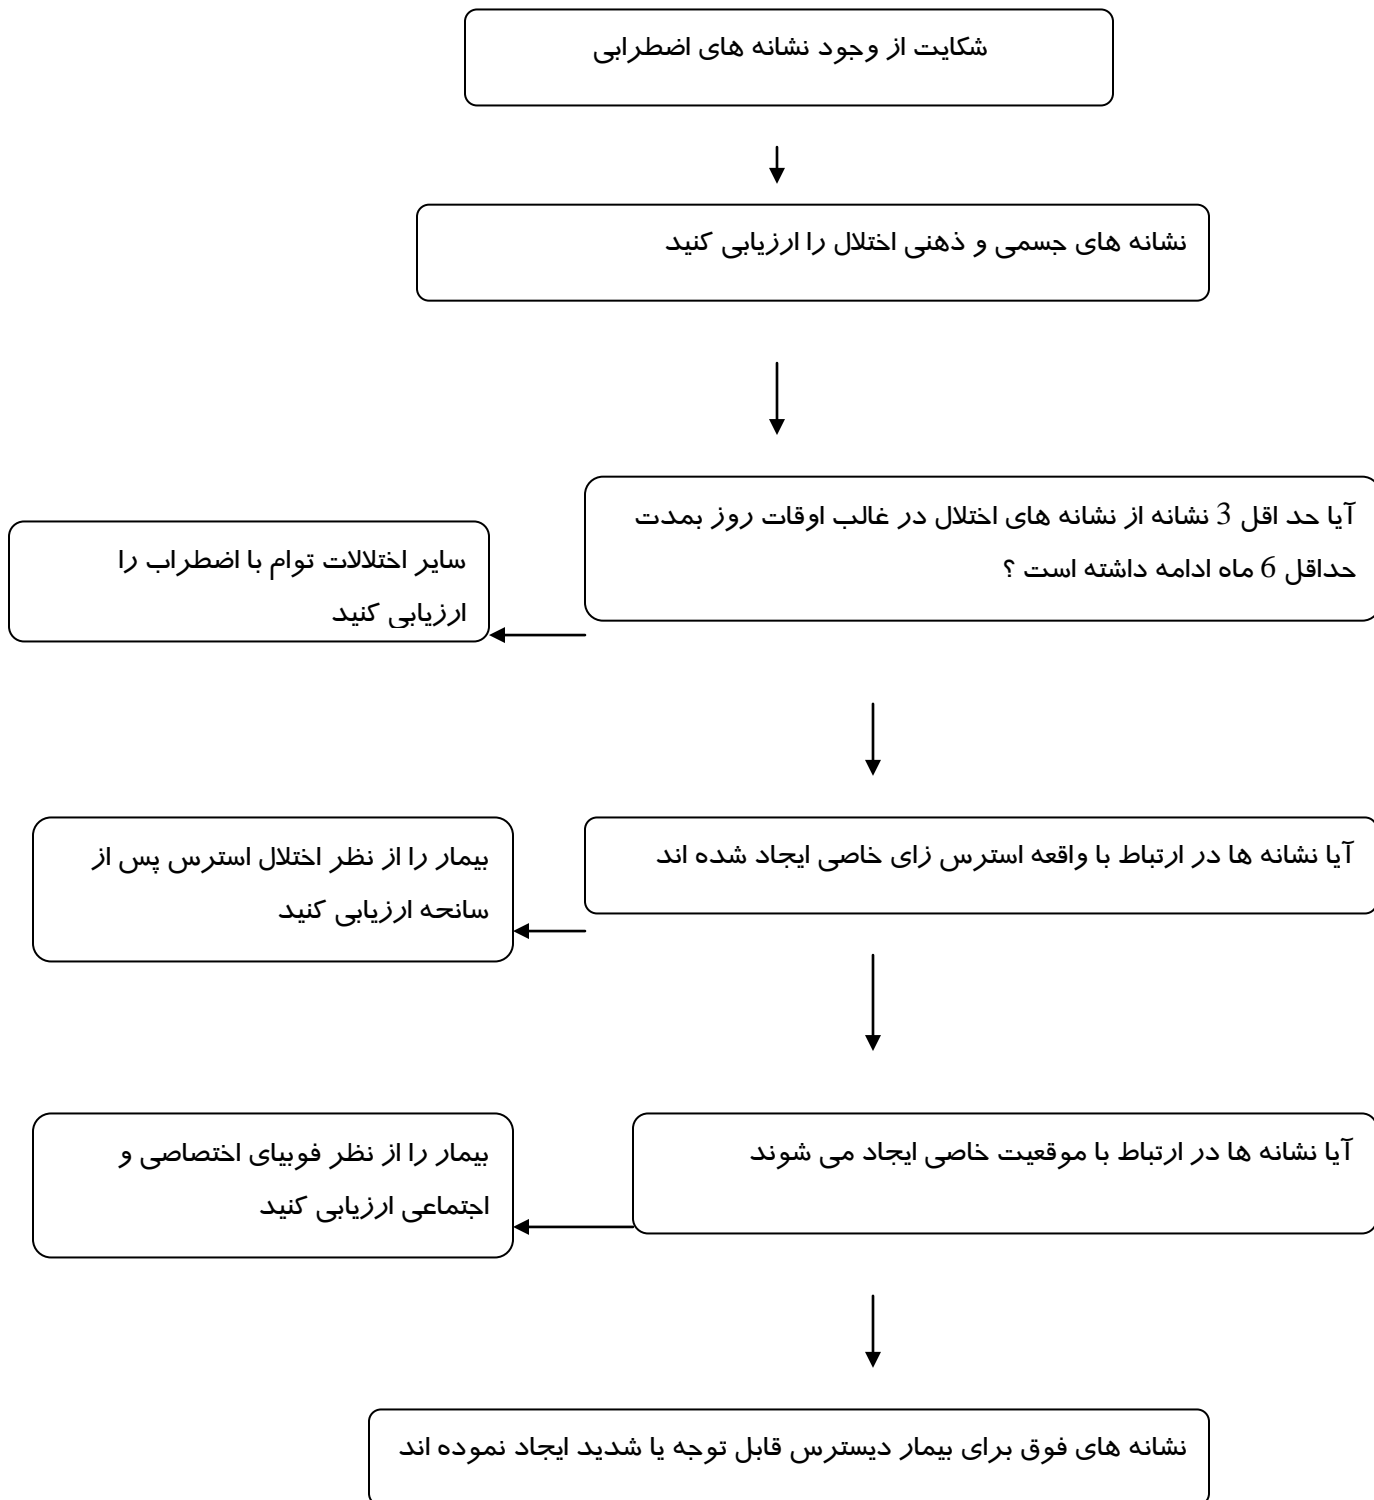 شکایت از وجود نشانه های اضطرابی
نشانه های جسمی و ذهنی اختلال را ارزیابی کنید
آیا حد اقل 3 نشانه از نشانه های اختلال در غالب اوقات روز بمدت
حداقل 6 ماه ادامه داشته است ؟
سایر اختلالات توام با اضطراب را
ارزیابی کنید
آیا نشانه ها در ارتباط با واقعه استرس زای خاصی ایجاد شده اند
بیمار را از نظر اختلال استرس پس از
سانحه ارزیابی کنید
آیا نشانه ها در ارتباط با موقعیت خاصی ایجاد می شوند
بیمار را از نظر فوبیای اختصاصی و
اجتماعی ارزیابی کنید
نشانه های فوق برای بیمار دیسترس قابل توجه یا شدید ایجاد نموده اند